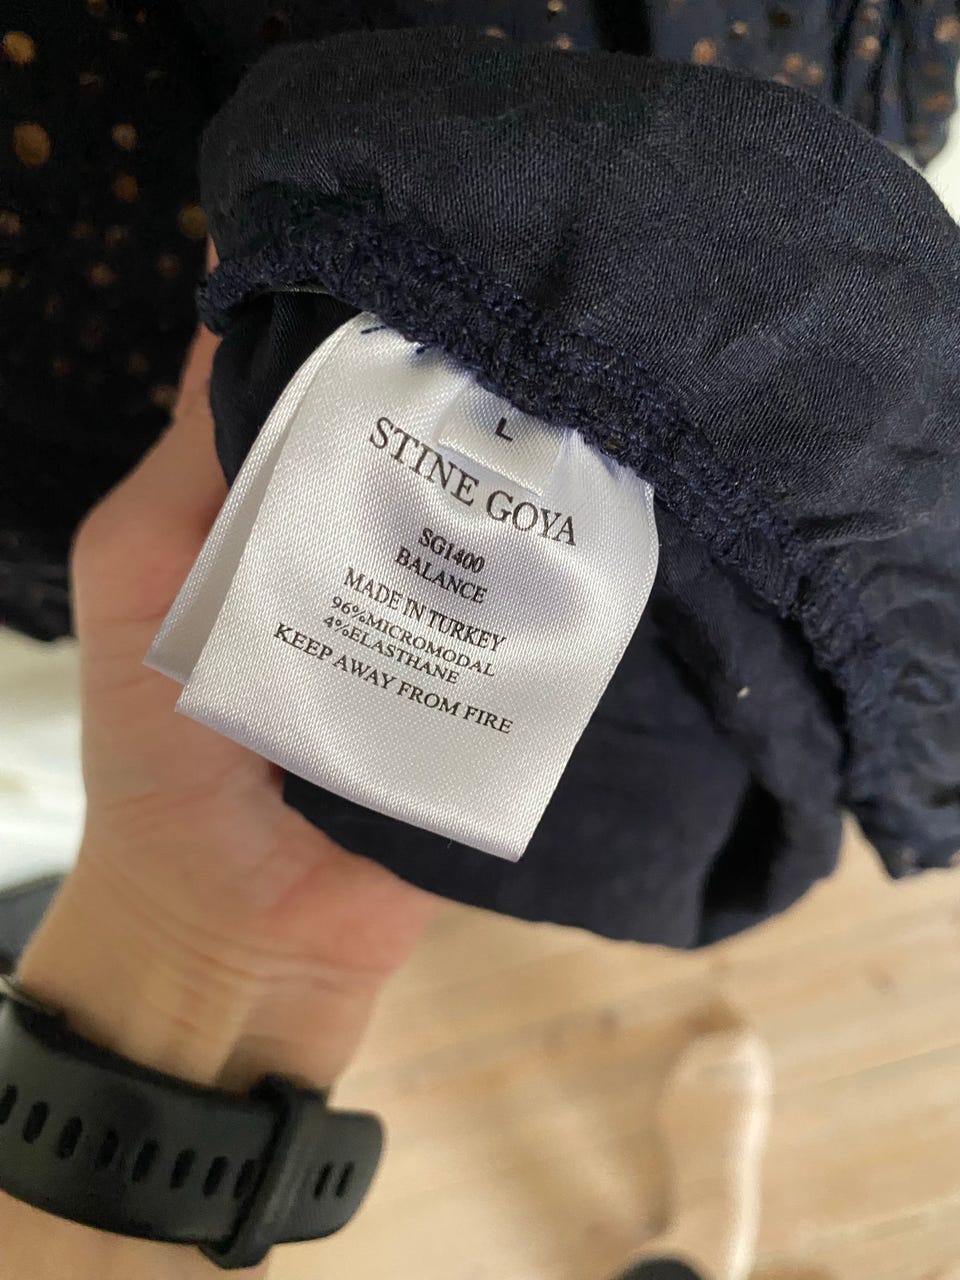 L
STINE GOYA
SG1400
BALANCE
MADE IN TURKEY
96%MICROMODAL
4%ELASTHANE
KEEP AWAY FROM FIRE